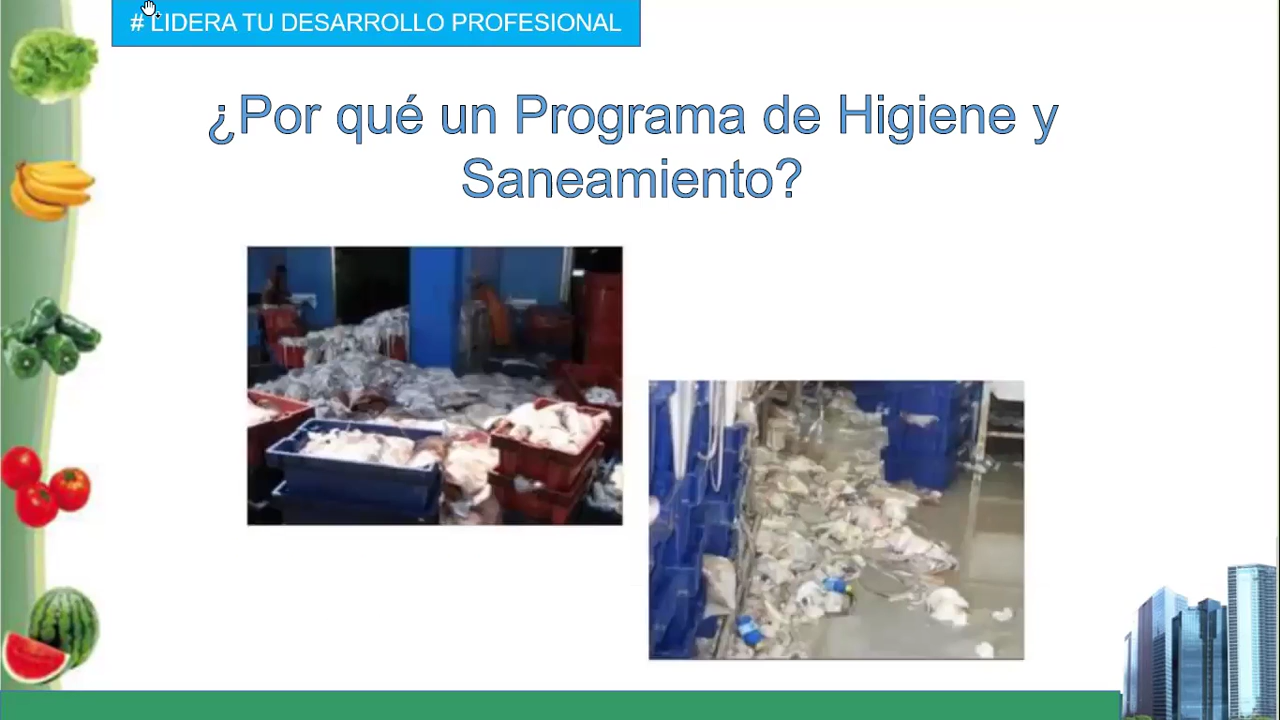 # LIDERA TU DESARROLLO PROFESIONAL
¿Por qué un Programa de Higiene y
Saneamiento?